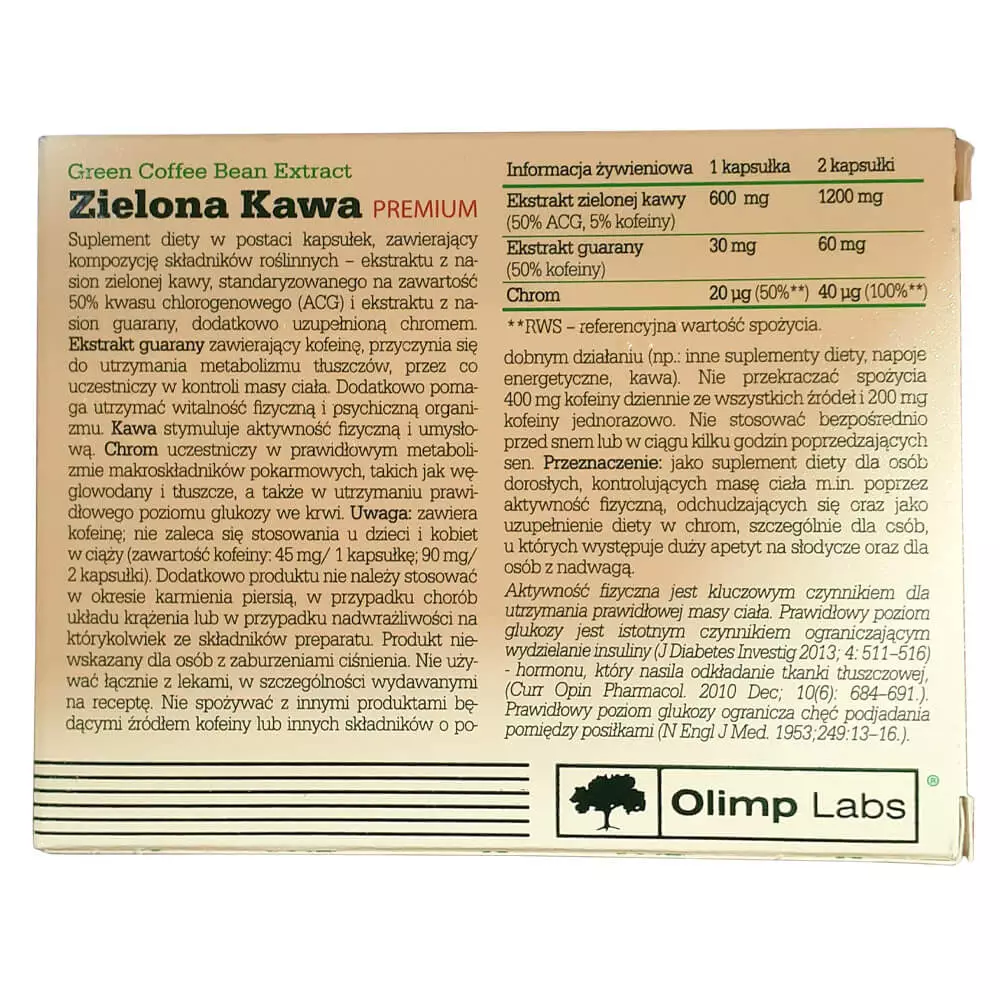 Green Coffee Bean Extract
Zielona Kawa PREMIUM
Suplement diety w postaci kapsułek, zawierający
kompozycję składników roślinnych – ekstraktu z na-
sion zielonej kawy, standaryzowanego na zawartość
50% kwasu chlorogenowego (ACG) i ekstraktu z na-
sion guarany, dodatkowo uzupełnioną chromem.
Ekstrakt guarany zawierający kofeinę, przyczynia się
do utrzymania metabolizmu tłuszczów, przez co
uczestniczy w kontroli masy ciała. Dodatkowo poma-
ga utrzymać witalność fizyczną i psychiczną organi-
zmu. Kawa stymuluje aktywność fizyczną i umysło-
wą. Chrom uczestniczy w prawidłowym metaboli-
zmie makroskładników pokarmowych, takich jak wę-
glowodany i tłuszcze, a także w utrzymaniu prawi-
dłowego poziomu glukozy we krwi. Uwaga: zawiera
kofeinę; nie zaleca się stosowania u dzieci i kobiet
w ciąży (zawartość kofeiny: 45 mg/ 1 kapsułkę; 90 mg/
2 kapsułki). Dodatkowo produktu nie należy stosować
w okresie karmienia piersią, w przypadku chorób
układu krążenia lub w przypadku nadwrażliwości na
którykolwiek ze składników preparatu. Produkt nie-
wskazany dla osób z zaburzeniami ciśnienia. Nie uży-
wać łącznie z lekami, w szczególności wydawanymi
na receptę. Nie spożywać z innymi produktami bę-
dącymi źródłem kofeiny lub innych składników o po-
Informacja żywieniowa 1 kapsułka 2 kapsułki
Ekstrakt zielonej kawy 600 mg 1200 mg
(50% ACG, 5% kofeiny)
Ekstrakt guarany 30 mg 60 mg
(50% kofeiny)
Chrom 20 µg (50%**) 40 µg (100%**)
**RWS – referencyjna wartość spożycia.
dobnym działaniu (np.: inne suplementy diety, napoje
energetyczne, kawa). Nie przekraczać spożycia
400 mg kofeiny dziennie ze wszystkich źródeł i 200 mg
kofeiny jednorazowo. Nie stosować bezpośrednio
przed snem lub w ciągu kilku godzin poprzedzających
sen. Przeznaczenie: jako suplement diety dla osób
dorosłych, kontrolujących masę ciała m.in. poprzez
aktywność fizyczną, odchudzających się oraz jako
uzupełnienie diety w chrom, szczególnie dla osób,
u których występuje duży apetyt na słodycze oraz dla
osób z nadwagą.
Aktywność fizyczna jest kluczowym czynnikiem dla
utrzymania prawidłowej masy ciała. Prawidłowy poziom
glukozy jest istotnym czynnikiem ograniczającym
wydzielanie insuliny (J Diabetes Investig 2013; 4: 511–516)
- hormonu, który nasila odkładanie tkanki tłuszczowej,
(Curr Opin Pharmacol. 2010 Dec; 10(6): 684–691.).
Prawidłowy poziom glukozy ogranicza chęć podjadania
pomiędzy posiłkami (N Engl J Med. 1953;249:13–16.).
Olimp Labs ®